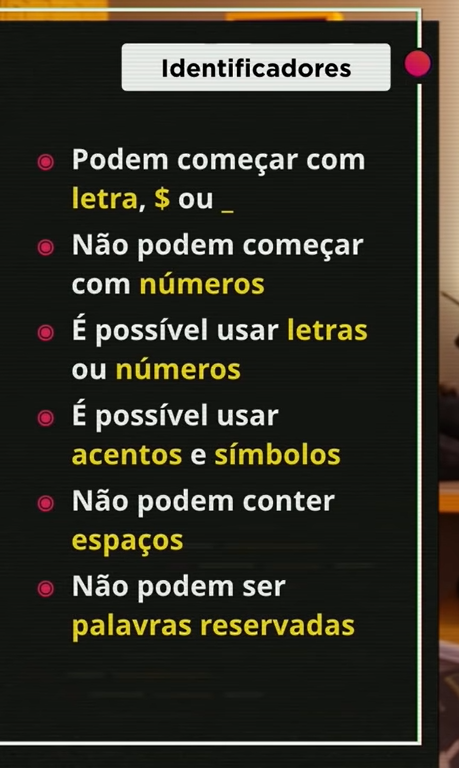 Identificadores
Podem começar com
letra, $ ou _
Não podem começar
com números
É possível usar letras
ou números
É possível usar
acentos e símbolos
Não podem conter
espaços
Não podem ser
palavras reservadas